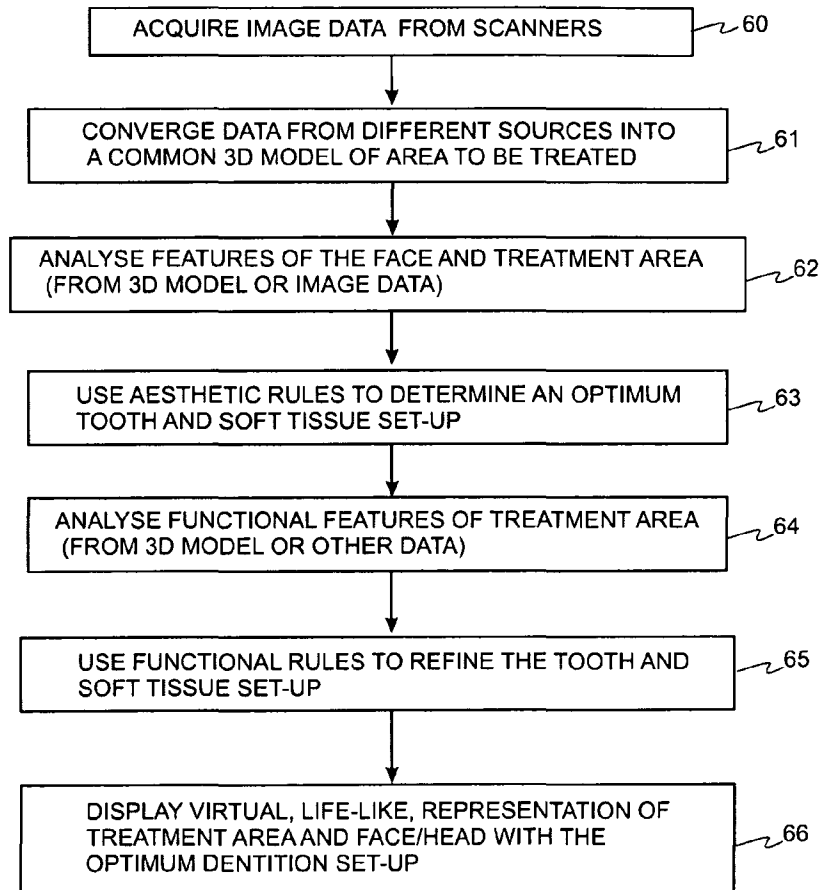 ACQUIRE IMAGE DATA FROM SCANNERS
60
CONVERGE DATA FROM DIFFERENT SOURCES INTO
A COMMON 3D MODEL OF AREA TO BE TREATED
61
ANALYSE FEATURES OF THE FACE AND TREATMENT AREA
(FROM 3D MODEL OR IMAGE DATA)
62
USE AESTHETIC RULES TO DETERMINE AN OPTIMUM
TOOTH AND SOFT TISSUE SET-UP
63
ANALYSE FUNCTIONAL FEATURES OF TREATMENT AREA
(FROM 3D MODEL OR OTHER DATA)
64
USE FUNCTIONAL RULES TO REFINE THE TOOTH AND
SOFT TISSUE SET-UP
65
DISPLAY VIRTUAL, LIFE-LIKE, REPRESENTATION OF
TREATMENT AREA AND FACE/HEAD WITH THE
OPTIMUM DENTITION SET-UP
66